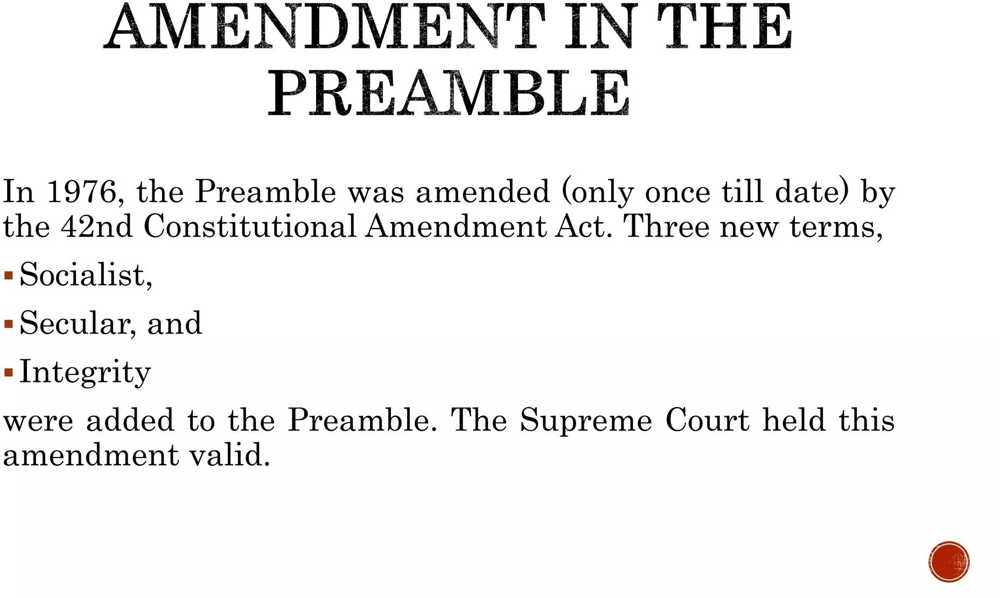 AMENDMENT IN THE
PREAMBLE
In 1976, the Preamble was amended (only once till date) by
the 42nd Constitutional Amendment Act. Three new terms,
▪ Socialist,
▪ Secular, and
▪ Integrity
were added to the Preamble. The Supreme Court held this
amendment valid.